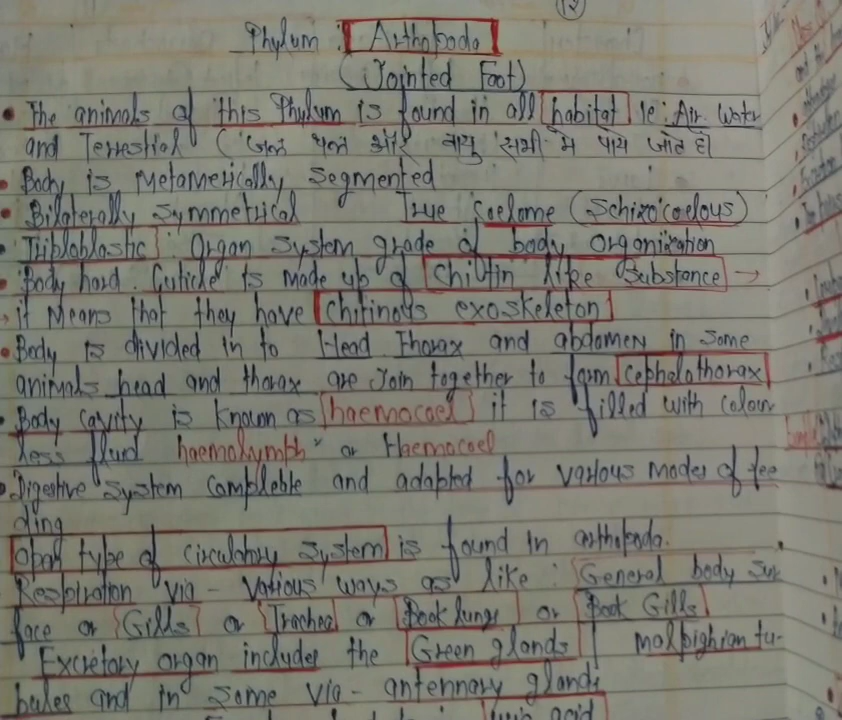 12
Phylum : Arthopoda
(Jointed Foot)
• The animals of this Phylum is found in all habitat ie: Air. Water
and Terrestial (जल थल और वायु सभी में पाये जाते है।
• Body is metamerically segmented
• Bilaterally symmetrical True Coelome (Schizocoelous)
• Tribloblastic : Organ system grade of body organization
• Body hard. Cuticle is made up of chiltin like Substance →
→ it means that they have chitinous exoskeleton
• Body is divided in to Head Thorax and abdomen in some
animals head and thorax are Join together to form cephalothorax
• Body cavity is known as haemocoel it is filled with colour
less fluid haemolymph" or Haemocoel
• Digestive system complete and adapted for various modes of fee
ding
Open type of circulatory system is found in arthopoda.
Respiration via - various ways as like : General body sur
face or Gills or Trachea or Book lungs or Book Gills
Excretory organ includes the Green glands malpighian tu-
bules and in some via - antennary glands
acid